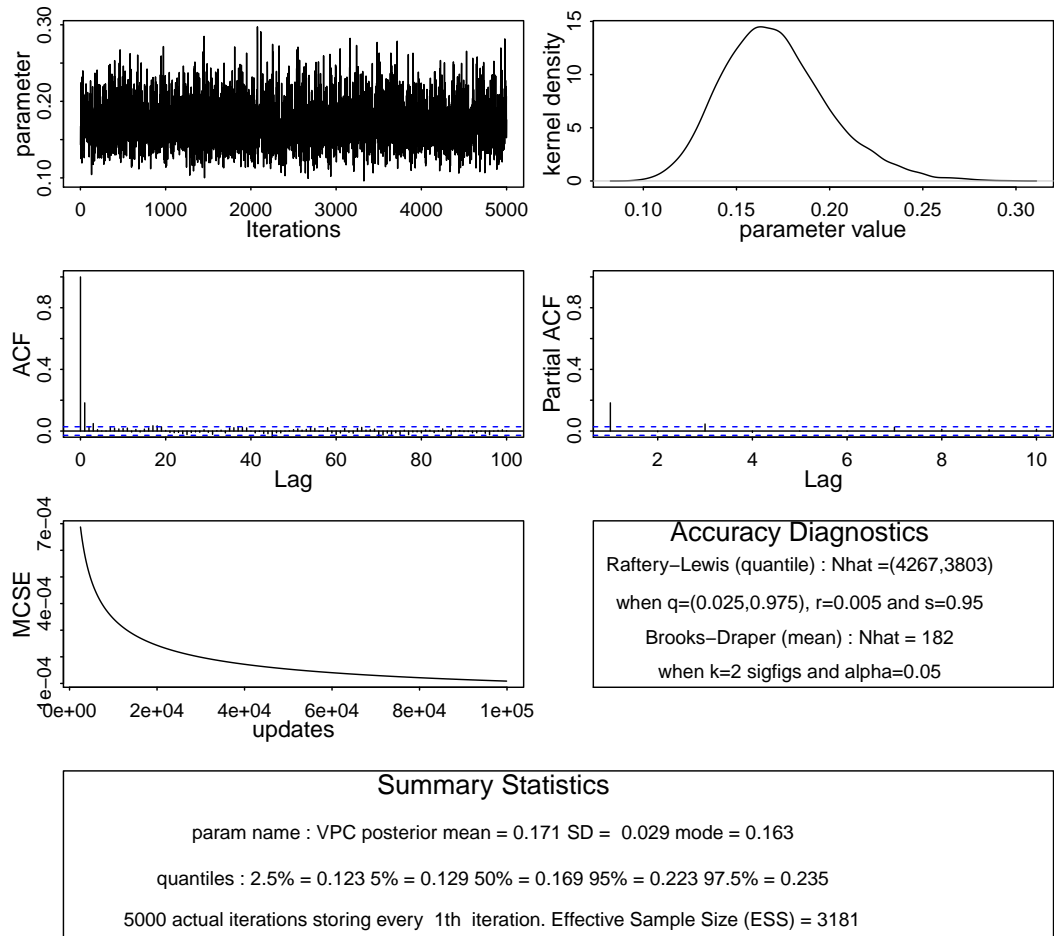 0.10 0.20 0.30
parameter
0 1000 2000 3000 4000 5000
Iterations
0 5 10 15
kernel density
0.10 0.15 0.20 0.25 0.30
parameter value
0.0 0.4 0.8
ACF
0 20 40 60 80 100
Lag
0.0 0.4 0.8
Partial ACF
2 4 6 8 10
Lag
1e−04 4e−04 7e−04
MCSE
0e+00 2e+04 4e+04 6e+04 8e+04 1e+05
updates
Accuracy Diagnostics
Raftery−Lewis (quantile) : Nhat =(4267,3803)
when q=(0.025,0.975), r=0.005 and s=0.95
Brooks−Draper (mean) : Nhat = 182
when k=2 sigfigs and alpha=0.05
Summary Statistics
param name : VPC posterior mean = 0.171 SD = 0.029 mode = 0.163
quantiles : 2.5% = 0.123 5% = 0.129 50% = 0.169 95% = 0.223 97.5% = 0.235
5000 actual iterations storing every 1th iteration. Effective Sample Size (ESS) = 3181